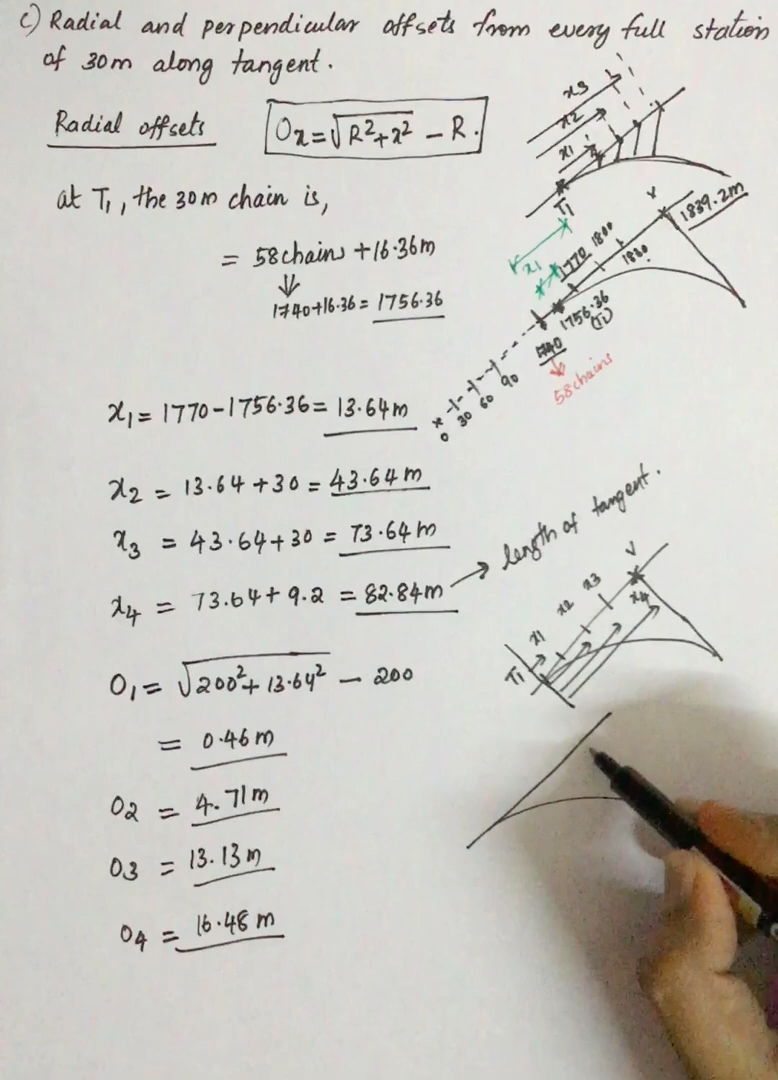 c) Radial and perpendicular offsets from every full station
of 30m along tangent.
Radial offsets
Ox = √R²+x² – R.
at T1, the 30m chain is,
= 58chains + 16.36m
1740+16.36 = 1756.36
x1 = 1770-1756.36 = 13.64m
x2 = 13.64+30 = 43.64m
x3 = 43.64+30 = 73.64m
x4 = 73.64+9.2 = 82.84m → length of tangent.
O1 = √200²+13.64² – 200
= 0.46m
O2 = 4.71m
O3 = 13.13m
O4 = 16.48m
x3
x2
x1
T1
V
1839.2m
1800
1770
1830
x1
1756.36
(T1)
1740
58chains
0 30 60 90
V
x3
x2
x1
x4
T1